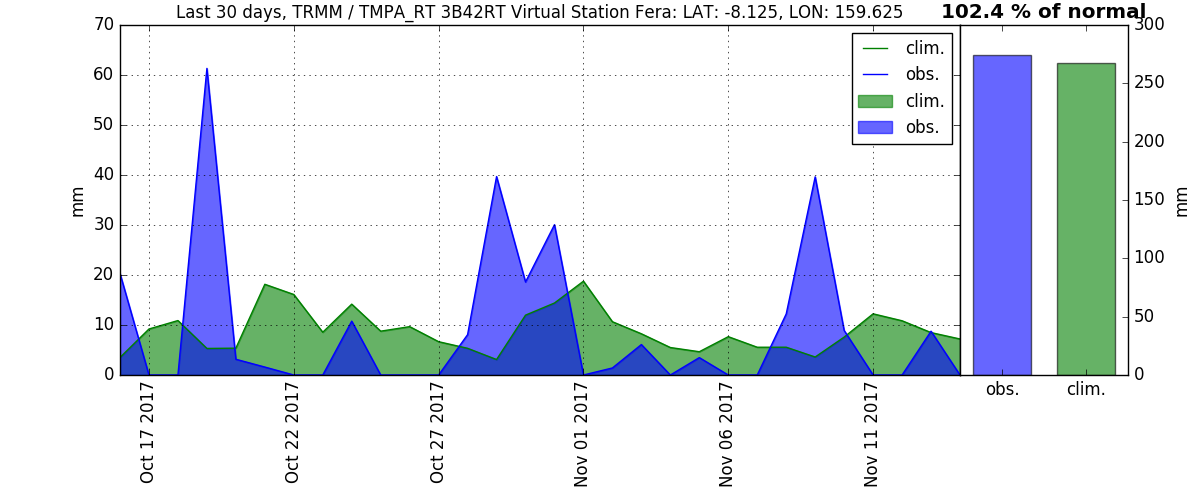 Last 30 days, TRMM / TMPA_RT 3B42RT Virtual Station Fera: LAT: -8.125, LON: 159.625
102.4 % of normal
70
60
50
40
30
20
10
0
mm
clim.
obs.
clim.
obs.
Oct 17 2017
Oct 22 2017
Oct 27 2017
Nov 01 2017
Nov 06 2017
Nov 11 2017
300
250
200
150
100
50
0
mm
obs.
clim.